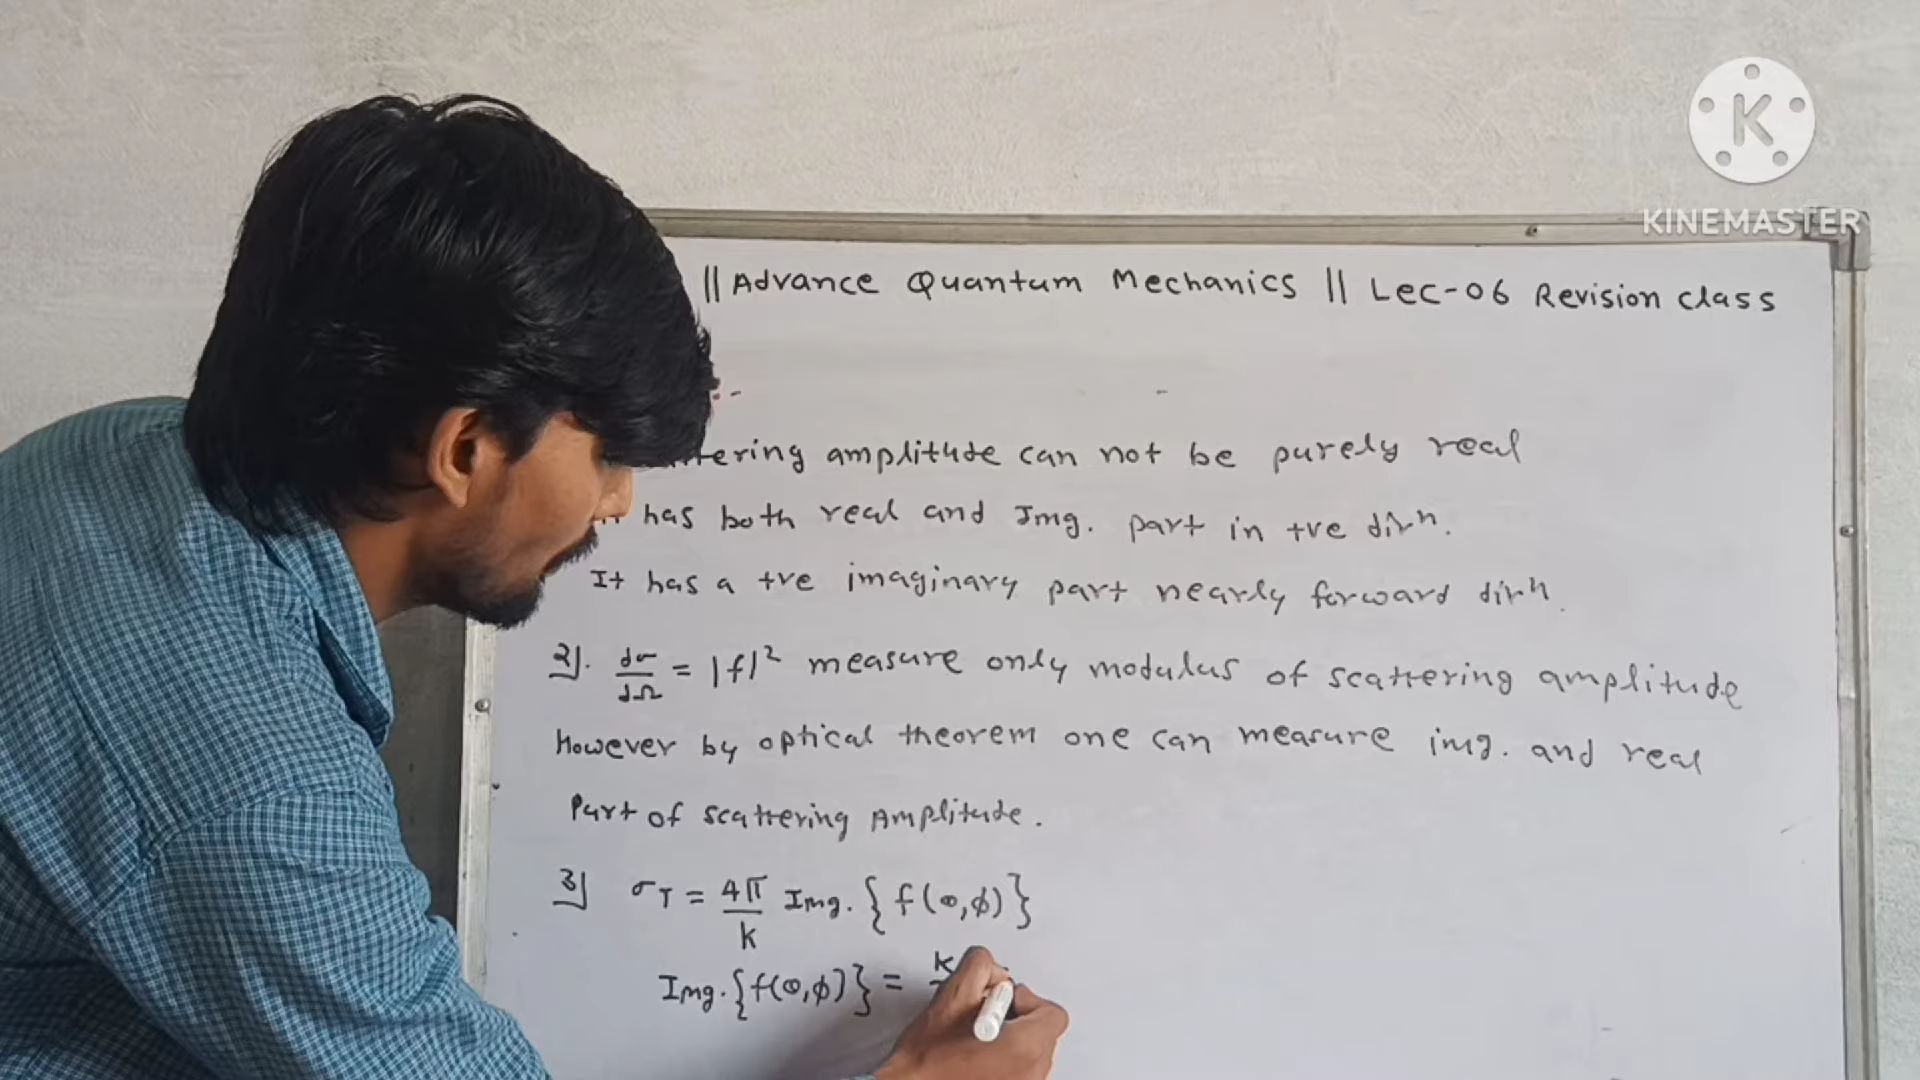 K
KINEMASTER
|| Advance Quantum Mechanics || Lec-06 Revision class
:-
ttering amplitude can not be purely real
has both real and Img. part in +ve dirn.
It has a +ve imaginary part nearly forward dirn.
2]. dσ/dΩ = |f|² measure only modulus of scattering amplitude
However by optical theorem one can measure img. and real
Part of scattering Amplitude.
3] σT = 4π/k Img. {f(0,ϕ)}
Img. {f(0,ϕ)} = k